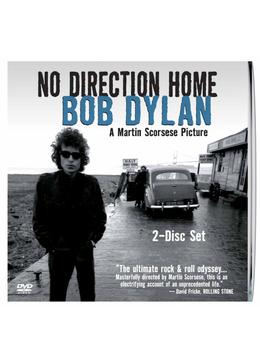 NO DIRECTION HOME
BOB DYLAN
A Martin Scorsese Picture
2-Disc Set
"The ultimate rock & roll odyssey...
Masterfully directed by Martin Scorsese, this is an
electrifying account of an unprecedented life."
— David Fricke, ROLLING STONE
DVD